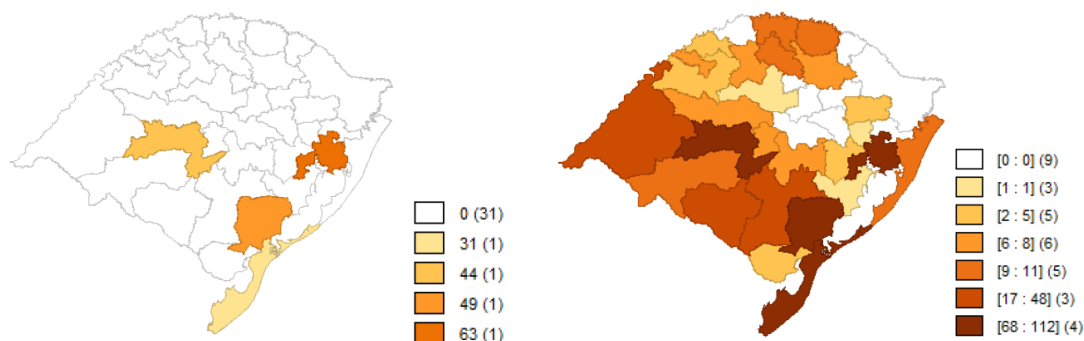 0 (31)
31 (1)
44 (1)
49 (1)
63 (1)
[0 : 0] (9)
[1 : 1] (3)
[2 : 5] (5)
[6 : 8] (6)
[9 : 11] (5)
[17 : 48] (3)
[68 : 112] (4)